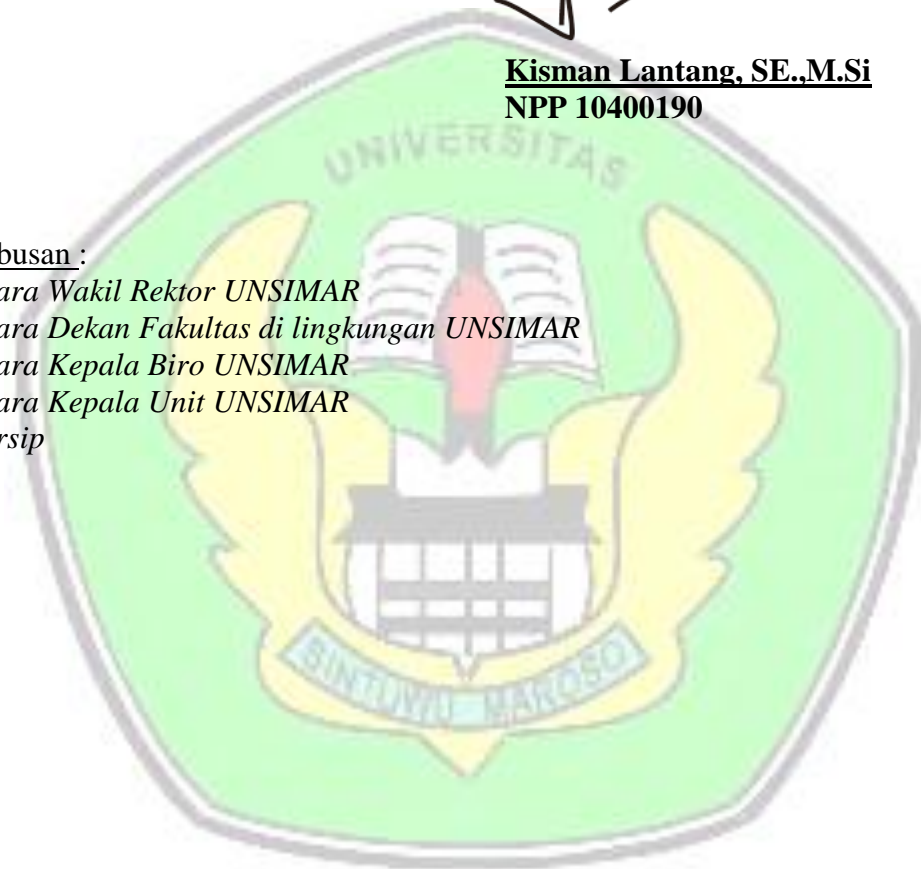 Kisman Lantang, SE.,M.Si
NPP 10400190
UNIVERSITAS
busan :
ara Wakil Rektor UNSIMAR
ara Dekan Fakultas di lingkungan UNSIMAR
ara Kepala Biro UNSIMAR
ara Kepala Unit UNSIMAR
rsip
SINTUWU MAROSO